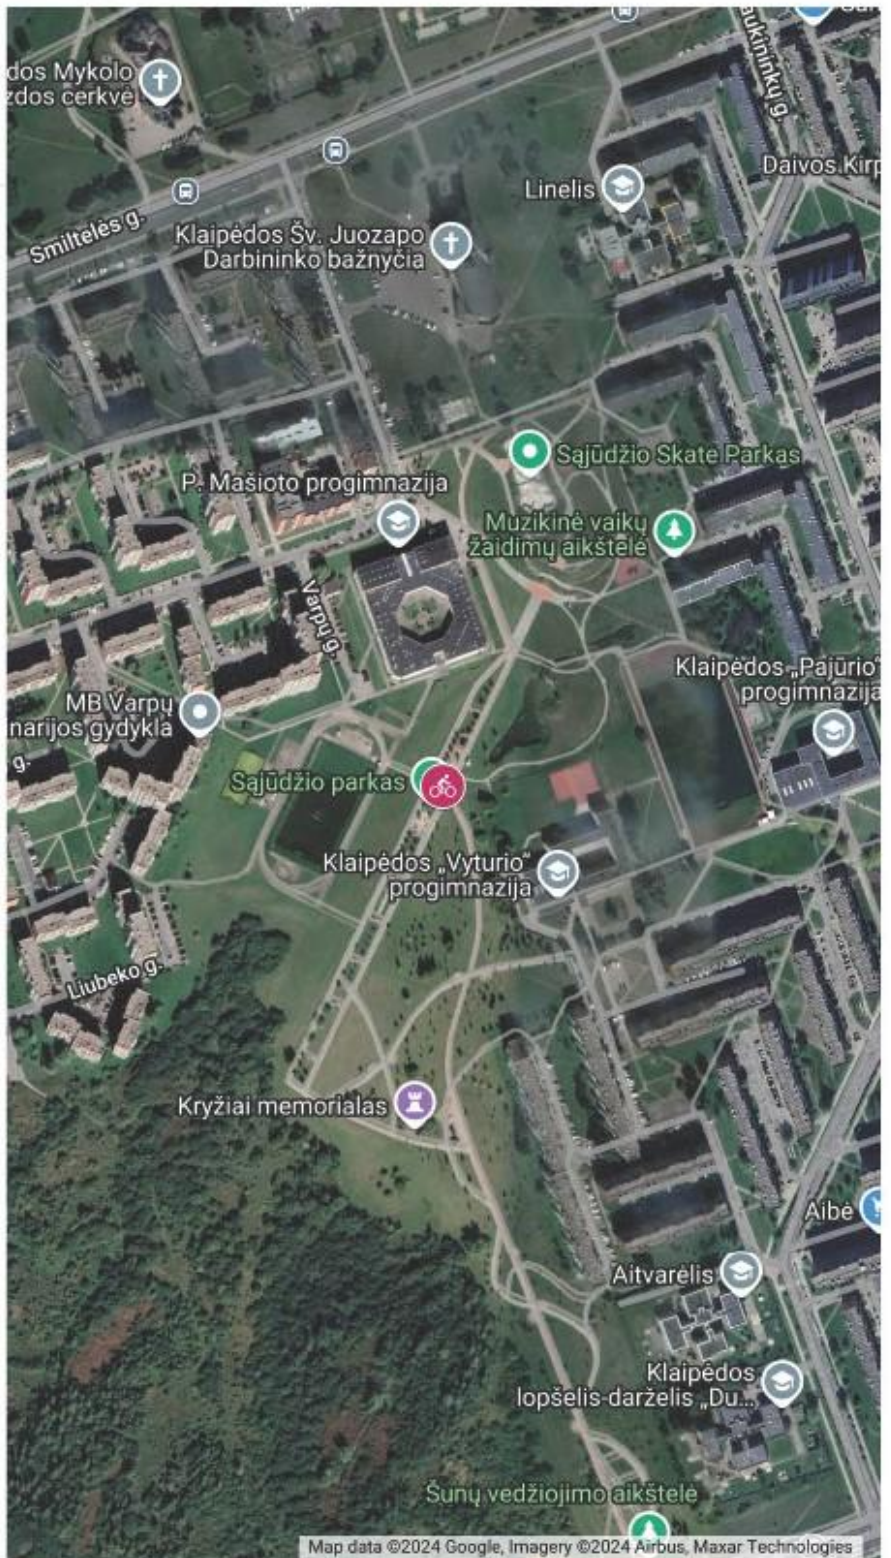 dos Mykolo
zdos cerkvė
aukininkų g.
Daivos Kirp
Linelis
Smiltelės g.
Klaipėdos Šv. Juozapo
Darbininko bažnyčia
Sąjūdžio Skate Parkas
P. Mašioto progimnazija
Muzikinė vaikų
žaidimų aikštelė
Varpų g.
Klaipėdos „Pajūrio“
progimnazija
MB Varpų
narijos gydykla
g.
Sąjūdžio parkas
Klaipėdos „Vyturio“
progimnazija
Liubeko g.
Kryžiai memorialas
Aibė
Aitvarėlis
Klaipėdos
lopšelis-darželis „Du...
Šunų vedžiojimo aikštelė
Map data ©2024 Google, Imagery ©2024 Airbus, Maxar Technologies